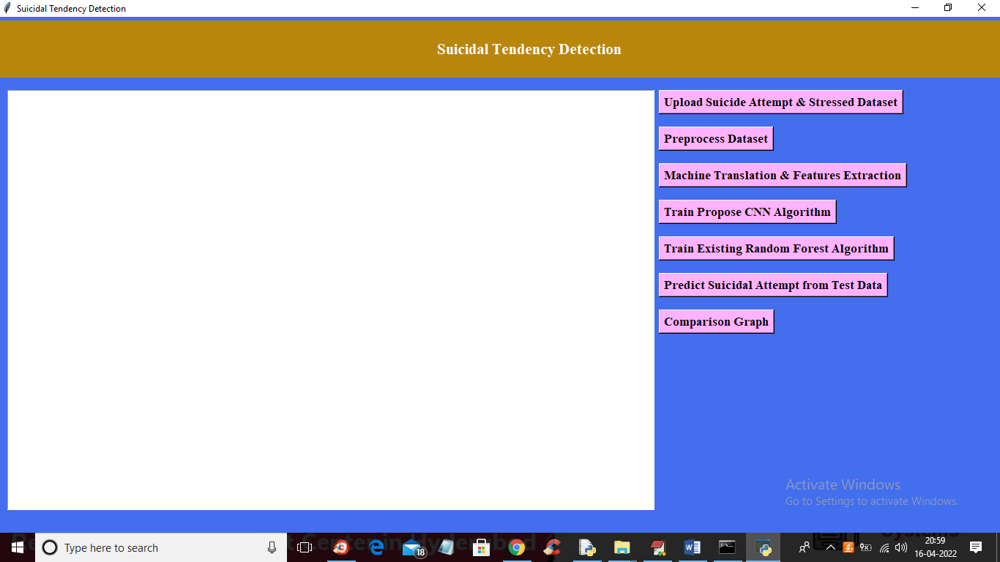 Suicidal Tendency Detection
Suicidal Tendency Detection
Upload Suicide Attempt & Stressed Dataset
Preprocess Dataset
Machine Translation & Features Extraction
Train Propose CNN Algorithm
Train Existing Random Forest Algorithm
Predict Suicidal Attempt from Test Data
Comparison Graph
Activate Windows
Go to Settings to activate Windows.
Systems
Type here to search
18
20:59
16-04-2022